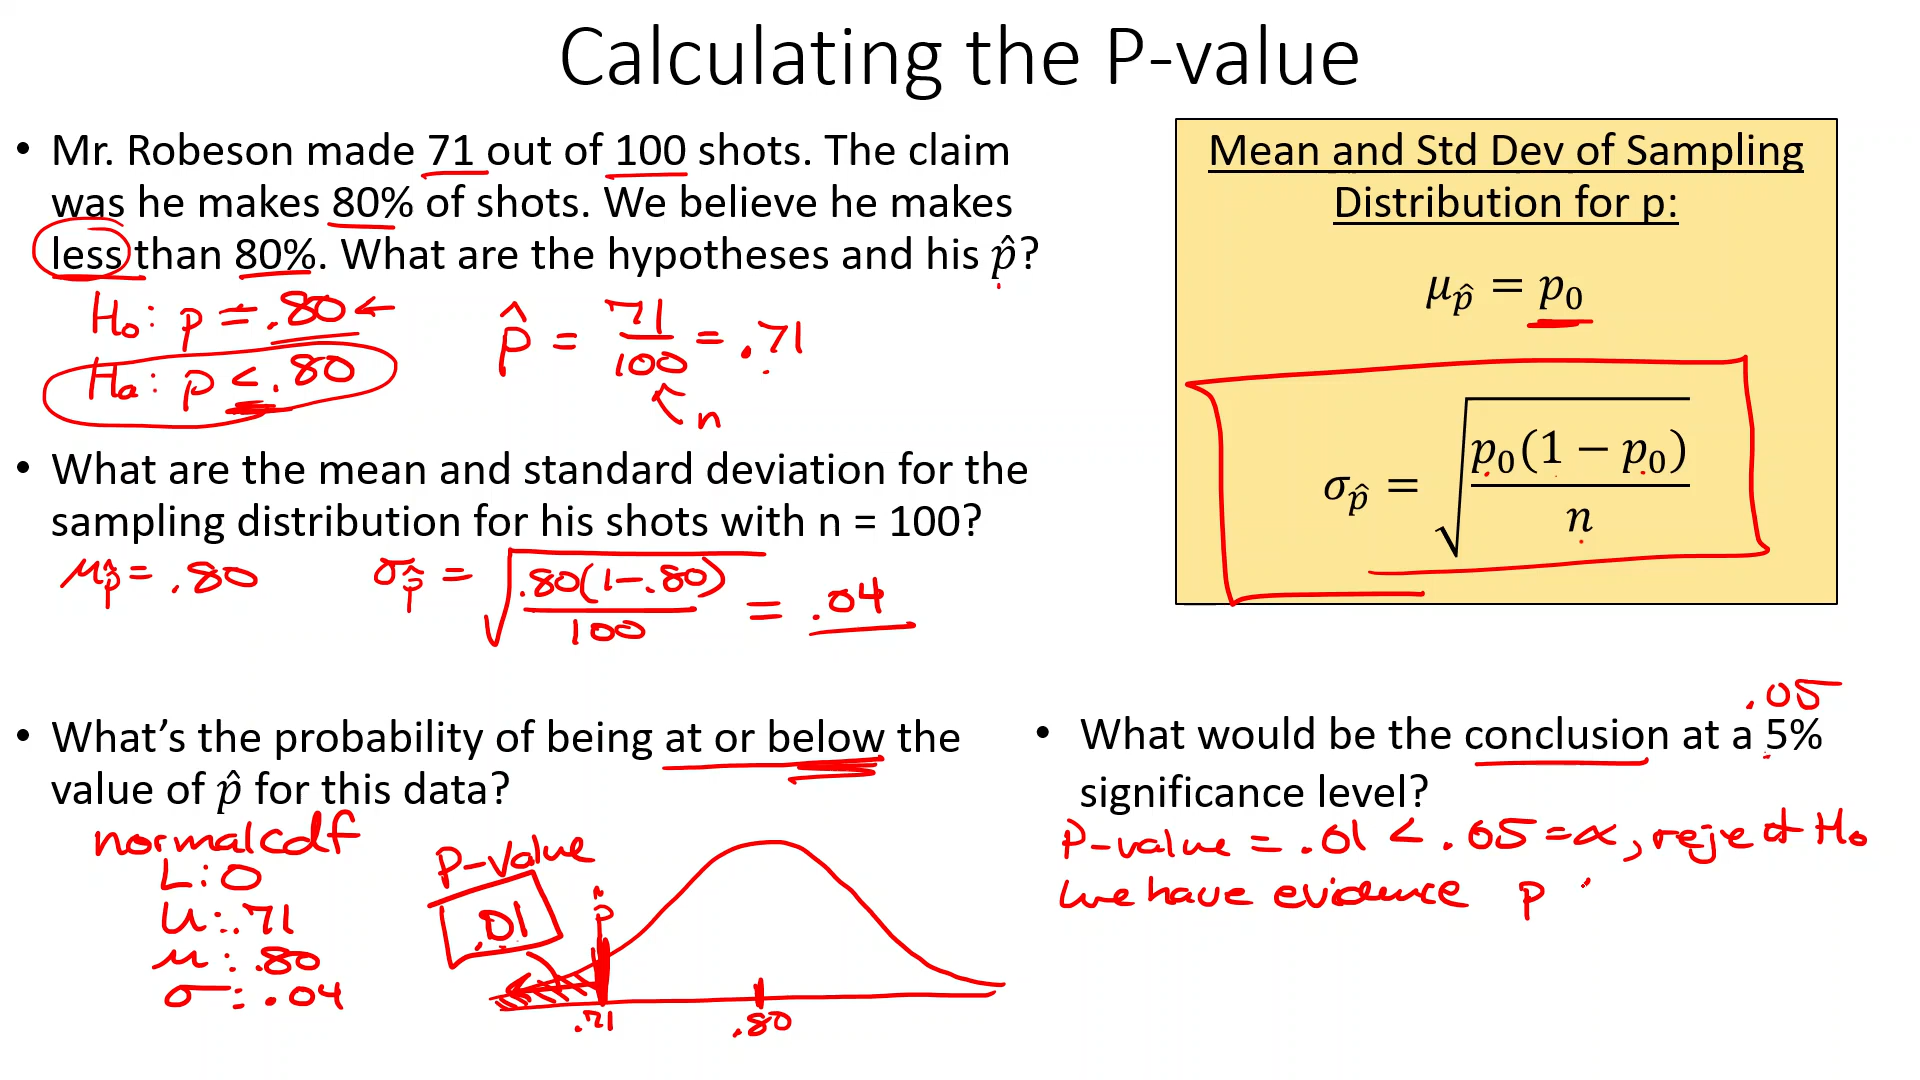 Calculating the P-value
• Mr. Robeson made 71 out of 100 shots. The claim
was he makes 80% of shots. We believe he makes
less than 80%. What are the hypotheses and his p̂?
H₀: p = .80 ←
Hₐ: p < .80
p̂ = 71/100 = .71
n
• What are the mean and standard deviation for the
sampling distribution for his shots with n = 100?
μp̂ = .80
σp̂ = √(.80(1-.80)/100) = .04
• What's the probability of being at or below the
value of p̂ for this data?
normalcdf
L: 0
U: .71
μ: .80
σ: .04
P-value
.01
p̂
.71
.80
Mean and Std Dev of Sampling
Distribution for p:
μp̂ = p₀
σp̂ = √(p₀(1 − p₀)/n)
.05
• What would be the conclusion at a 5%
significance level?
P-value = .01 < .05 = α, reject H₀
we have evidence p